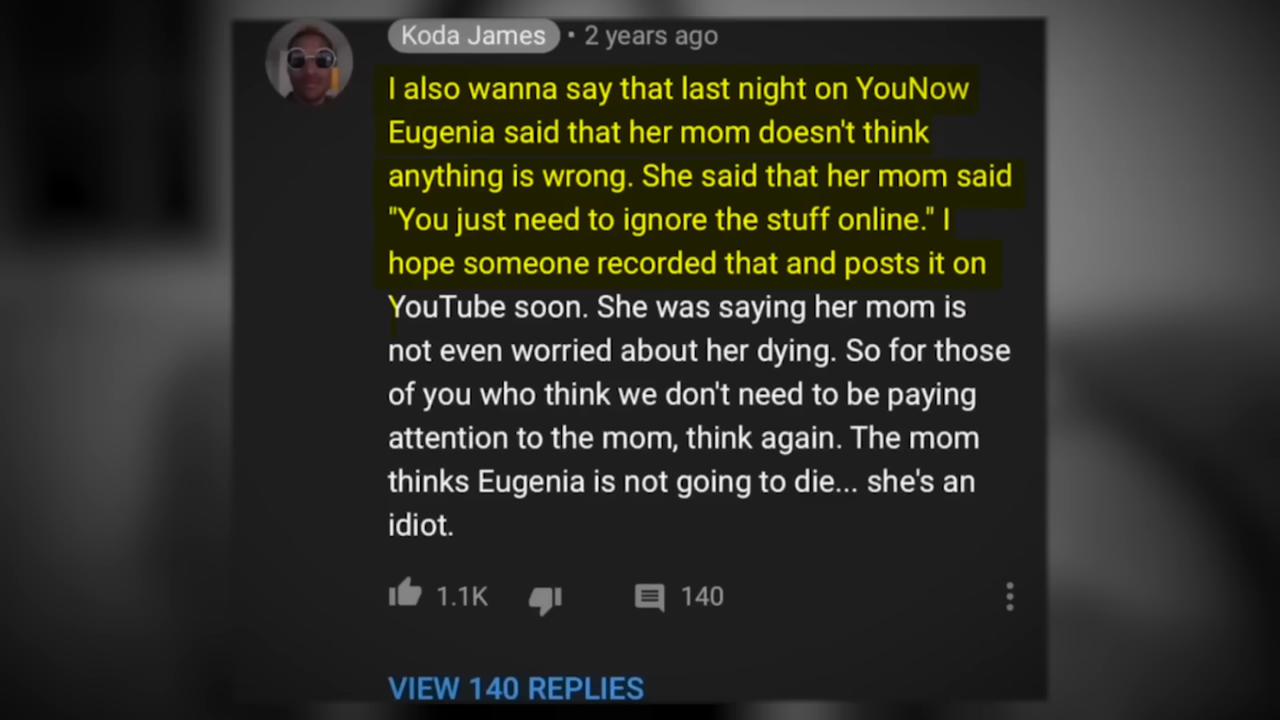 Koda James • 2 years ago
I also wanna say that last night on YouNow
Eugenia said that her mom doesn't think
anything is wrong. She said that her mom said
"You just need to ignore the stuff online." I
hope someone recorded that and posts it on
YouTube soon. She was saying her mom is
not even worried about her dying. So for those
of you who think we don't need to be paying
attention to the mom, think again. The mom
thinks Eugenia is not going to die... she's an
idiot.
1.1K 140
VIEW 140 REPLIES